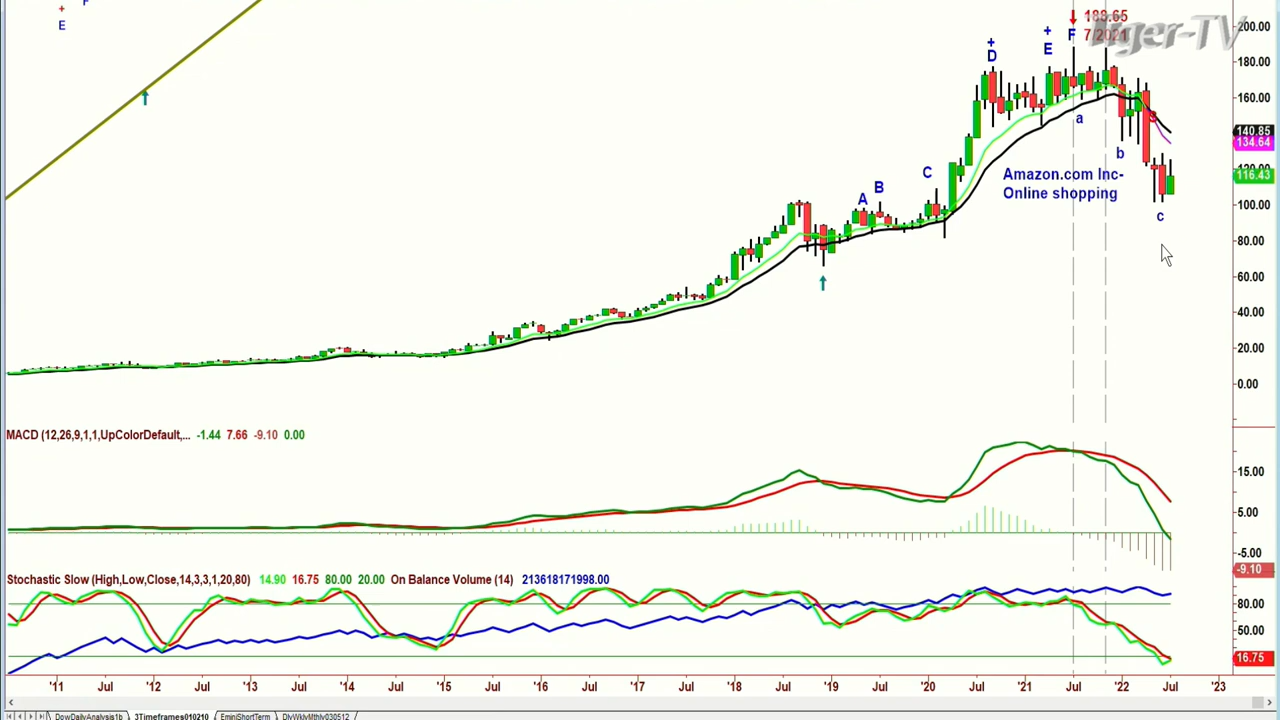 +
F
E
188.65
7/2021
Tiger-TV
+
D
+
E
F
200.00
180.00
160.00
140.85
134.64
120.00
116.43
100.00
80.00
60.00
40.00
20.00
0.00
a
b
c
A
B
C
Amazon.com Inc-
Online shopping
MACD (12,26,9,1,1,UpColorDefault,... -1.44 7.66 -9.10 0.00
15.00
5.00
-5.00
-9.10
Stochastic Slow (High,Low,Close,14,3,3,1,20,80) 14.90 16.75 80.00 20.00 On Balance Volume (14) 213618171998.00
80.00
50.00
16.75
'11 Jul '12 Jul '13 Jul '14 Jul '15 Jul '16 Jul '17 Jul '18 Jul '19 Jul '20 Jul '21 Jul '22 Jul '23
DowDailyAnalysis1b 3Timeframes010210 EminiShortTerm DlyWklyMthly030512